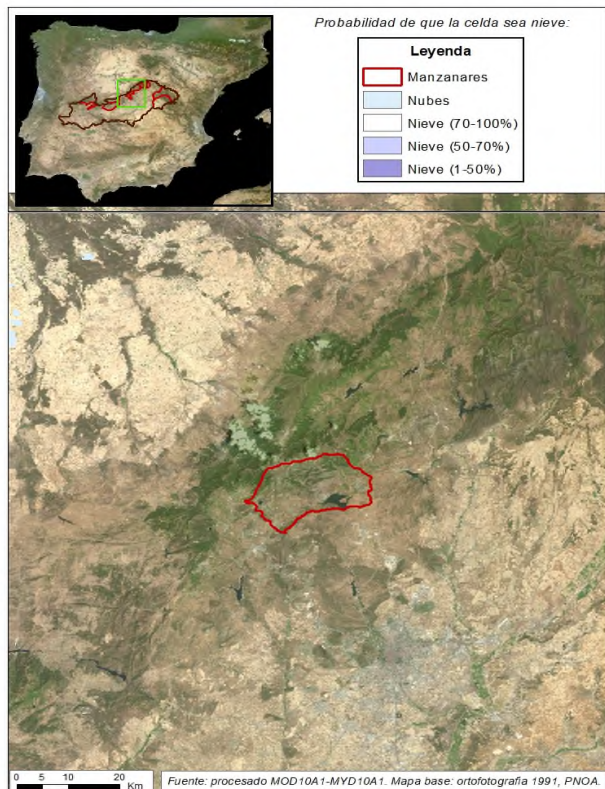 Probabilidad de que la celda sea nieve:
Leyenda
Manzanares
Nubes
Nieve (70-100%)
Nieve (50-70%)
Nieve (1-50%)
0 5 10 20
Km
Fuente: procesado MOD10A1-MYD10A1. Mapa base: ortofotografia 1991, PNOA.